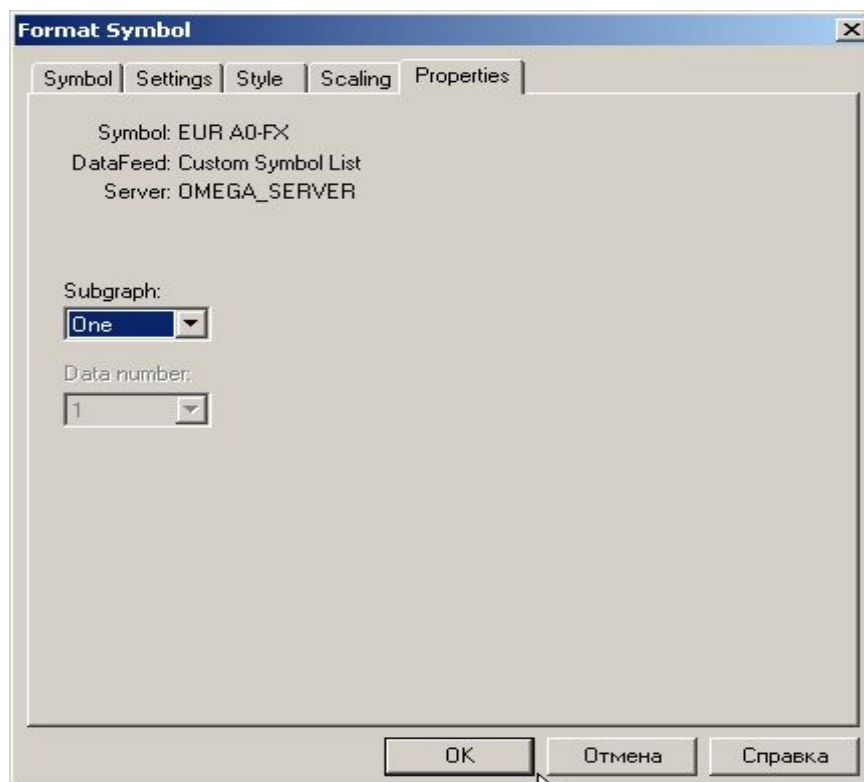 Format Symbol
Symbol Settings Style Scaling Properties
Symbol: EUR A0-FX
DataFeed: Custom Symbol List
Server: OMEGA_SERVER
Subgraph:
One
Data number:
1
OK Отмена Справка